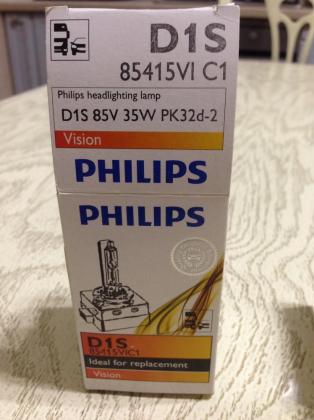 D1S
85415VI C1
Philips headlighting lamp
D1S 85V 35W PK32d-2
Vision
PHILIPS
PHILIPS
D1S
85415VIC1
Ideal for replacement
Vision